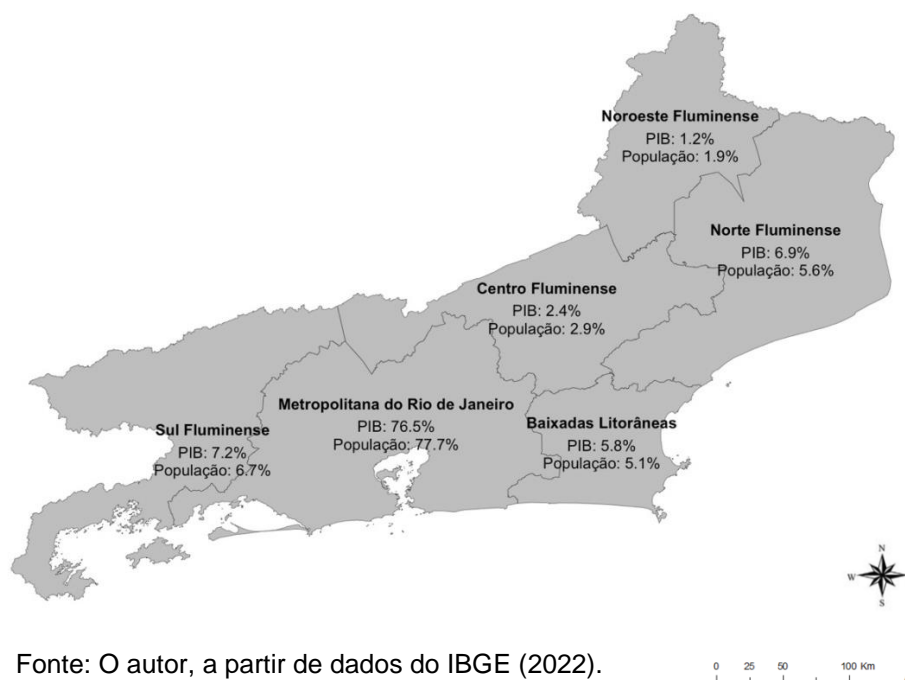 Noroeste Fluminense
PIB: 1.2%
População: 1.9%
Norte Fluminense
PIB: 6.9%
População: 5.6%
Centro Fluminense
PIB: 2.4%
População: 2.9%
Metropolitana do Rio de Janeiro
PIB: 76.5%
População: 77.7%
Baixadas Litorâneas
PIB: 5.8%
População: 5.1%
Sul Fluminense
PIB: 7.2%
População: 6.7%
N
W
S
Fonte: O autor, a partir de dados do IBGE (2022).
0 25 50 100 Km